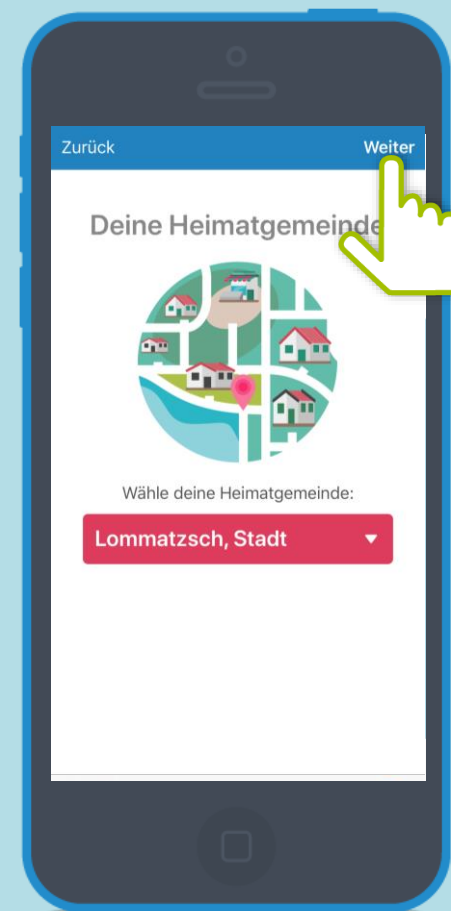 Zurück Weiter
Deine Heimatgemeinde
Wähle deine Heimatgemeinde:
Lommatzsch, Stadt